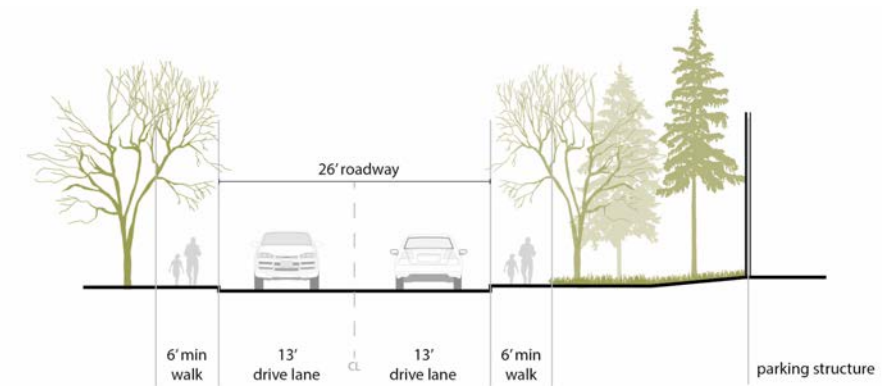 26' roadway
6' min
walk
13'
drive lane
CL
13'
drive lane
6' min
walk
parking structure